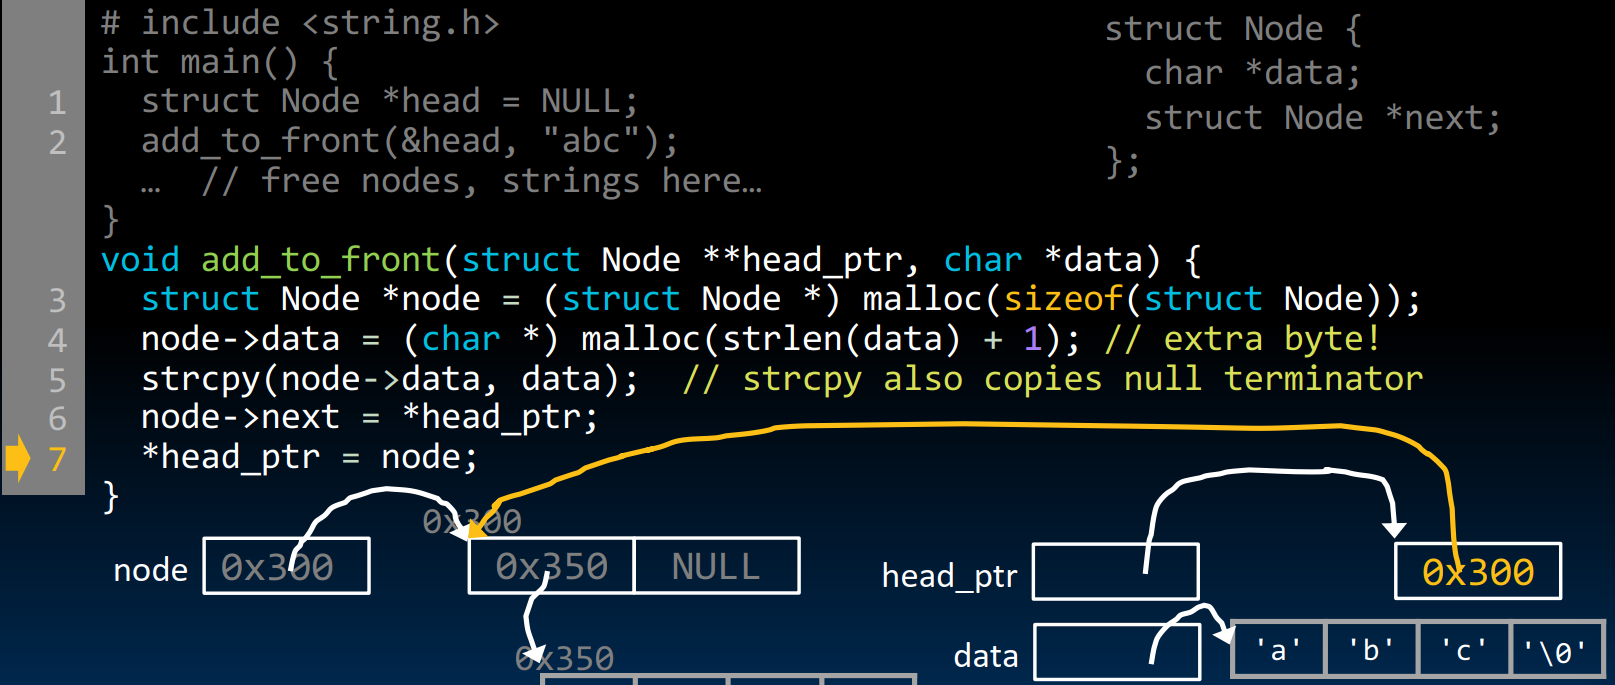 # include <string.h>
int main() {
1 struct Node *head = NULL;
2 add_to_front(&head, "abc");
… // free nodes, strings here…
}
struct Node {
char *data;
struct Node *next;
};
void add_to_front(struct Node **head_ptr, char *data) {
3 struct Node *node = (struct Node *) malloc(sizeof(struct Node));
4 node->data = (char *) malloc(strlen(data) + 1); // extra byte!
5 strcpy(node->data, data); // strcpy also copies null terminator
6 node->next = *head_ptr;
7 *head_ptr = node;
}
0x300
node 0x300 0x350 NULL
head_ptr 0x300
0x350
data 'a' 'b' 'c' '\0'